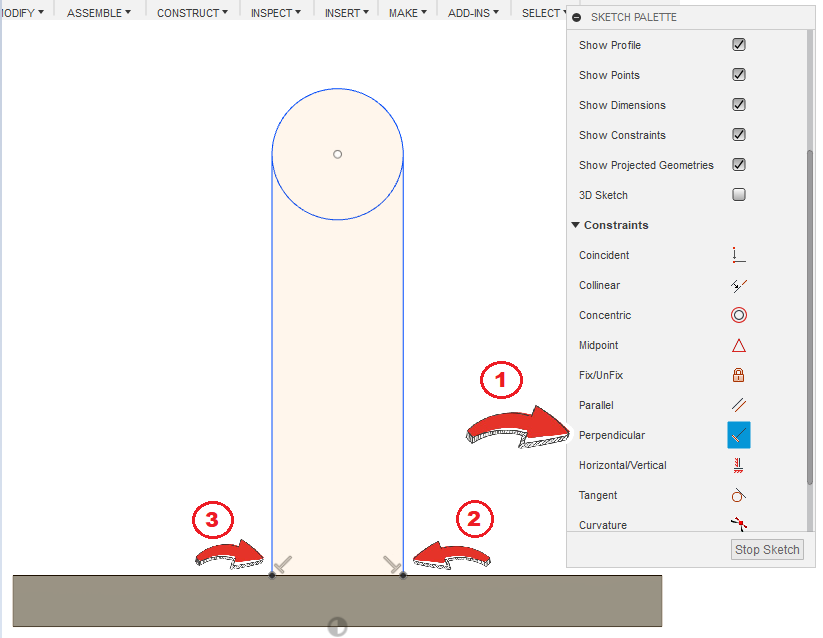 ODIFY ASSEMBLE CONSTRUCT INSPECT INSERT MAKE ADD-INS SELECT
SKETCH PALETTE
Show Profile
Show Points
Show Dimensions
Show Constraints
Show Projected Geometries
3D Sketch
Constraints
Coincident
Collinear
Concentric
Midpoint
Fix/UnFix
1
Parallel
Perpendicular
Horizontal/Vertical
Tangent
3
2
Curvature
Stop Sketch